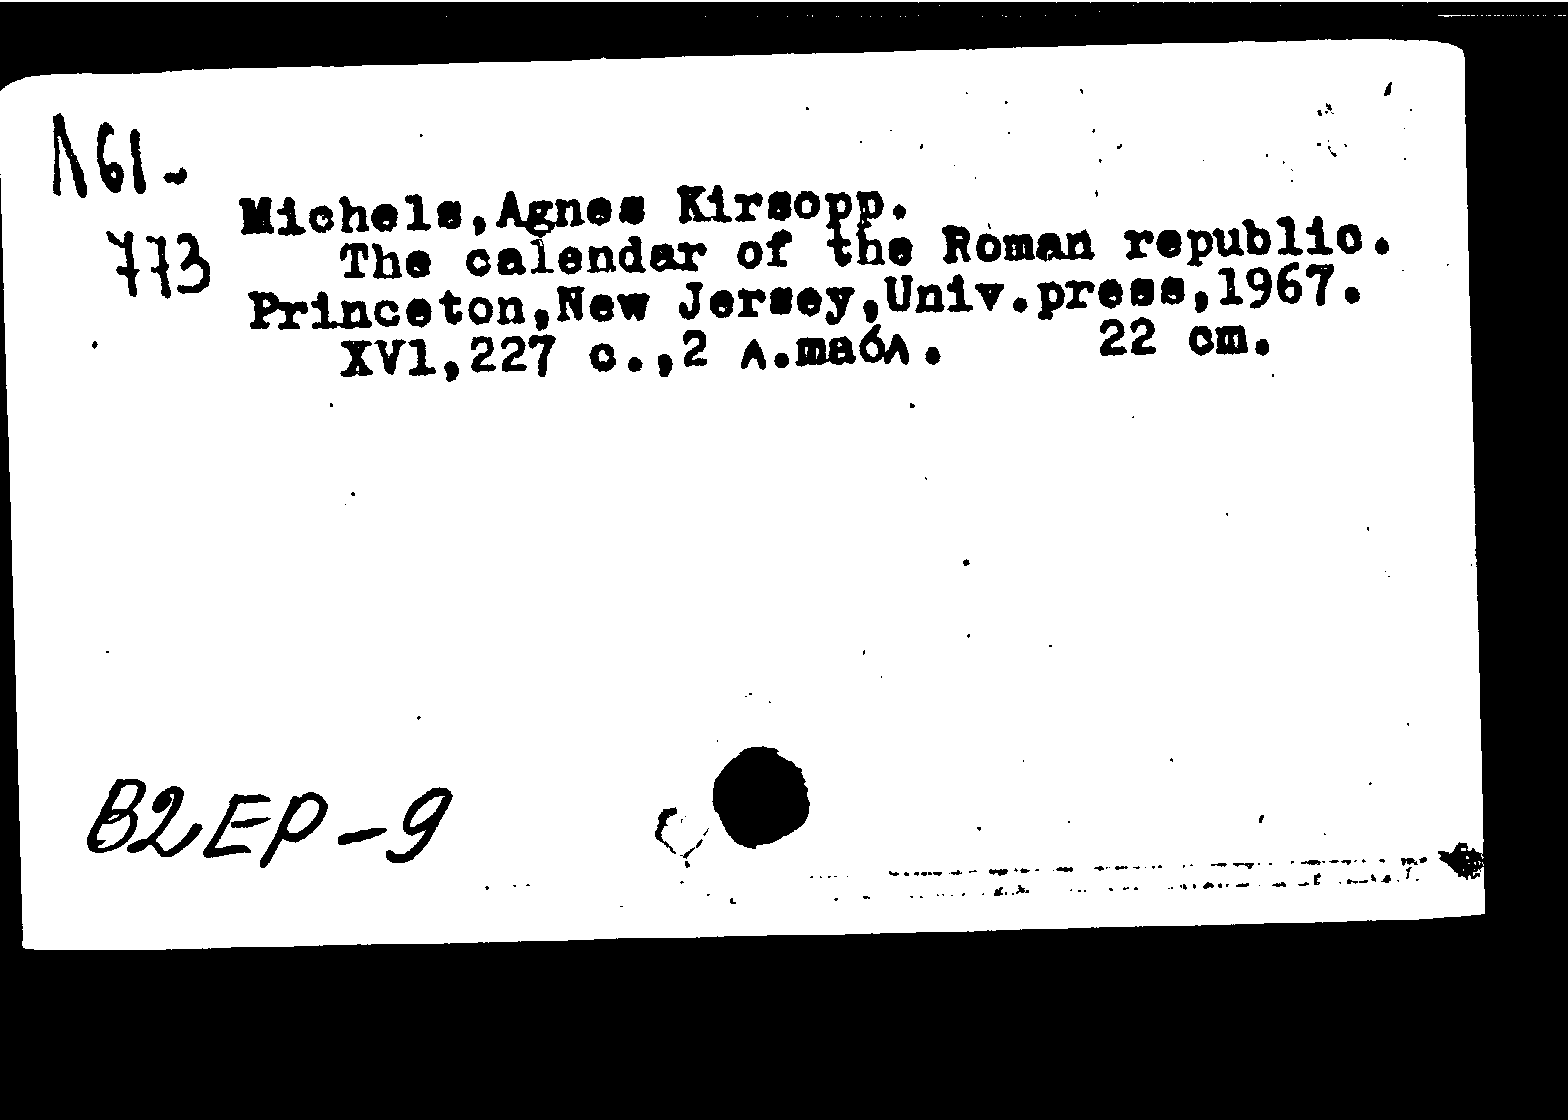 Л61-
773
Michels,Agnes Kirsopp.
The calendar of the Roman republic.
Princeton,New Jersey,Univ.press,1967.
XV1,227 с.,2 л.табл. 22 cm.
B2EP-9